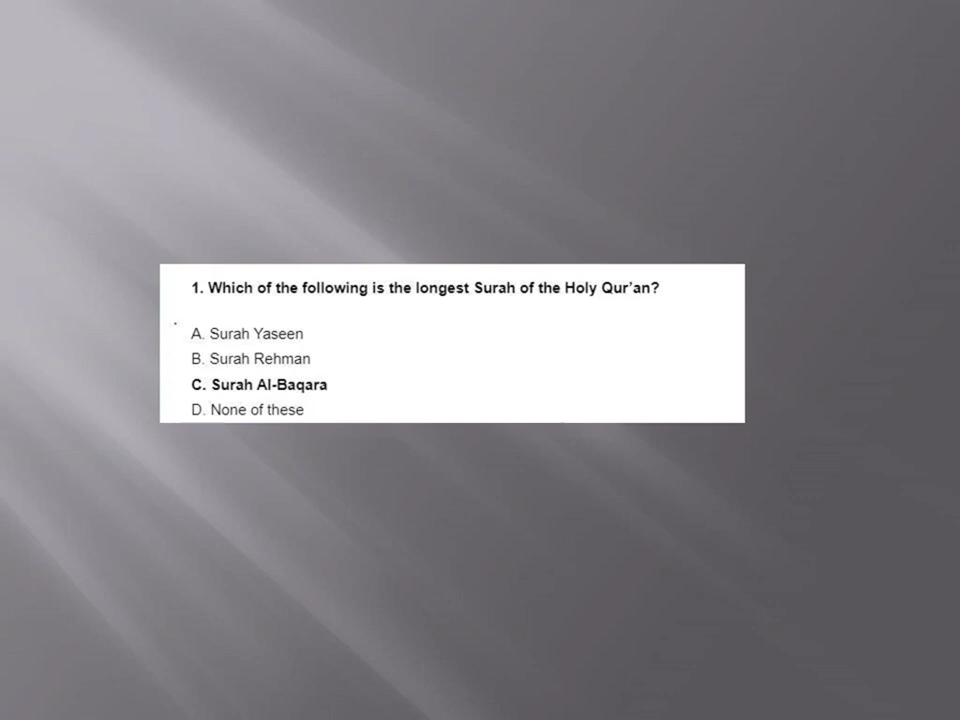 1. Which of the following is the longest Surah of the Holy Qur'an?
A. Surah Yaseen
B. Surah Rehman
C. Surah Al-Baqara
D. None of these